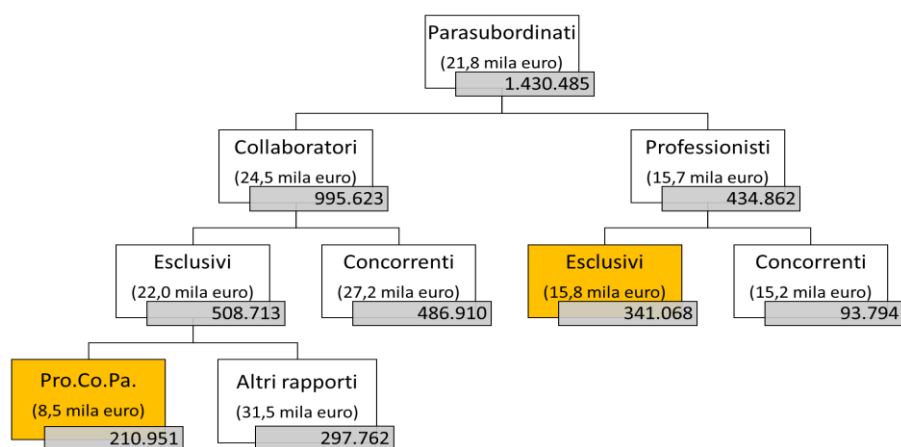 Parasubordinati
(21,8 mila euro)
1.430.485
Collaboratori
(24,5 mila euro)
995.623
Professionisti
(15,7 mila euro)
434.862
Esclusivi
(22,0 mila euro)
508.713
Concorrenti
(27,2 mila euro)
486.910
Esclusivi
(15,8 mila euro)
341.068
Concorrenti
(15,2 mila euro)
93.794
Pro.Co.Pa.
(8,5 mila euro)
210.951
Altri rapporti
(31,5 mila euro)
297.762